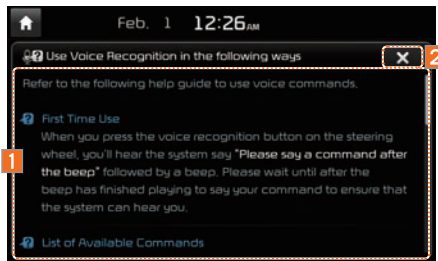 Feb. 1 12:26AM
Use Voice Recognition in the following ways
2
Refer to the following help guide to use voice commands.
First Time Use
When you press the voice recognition button on the steering
wheel, you'll hear the system say "Please say a command after
the beep" followed by a beep. Please wait until after the
1
beep has finished playing to say your command to ensure that
the system can hear you.
List of Available Commands